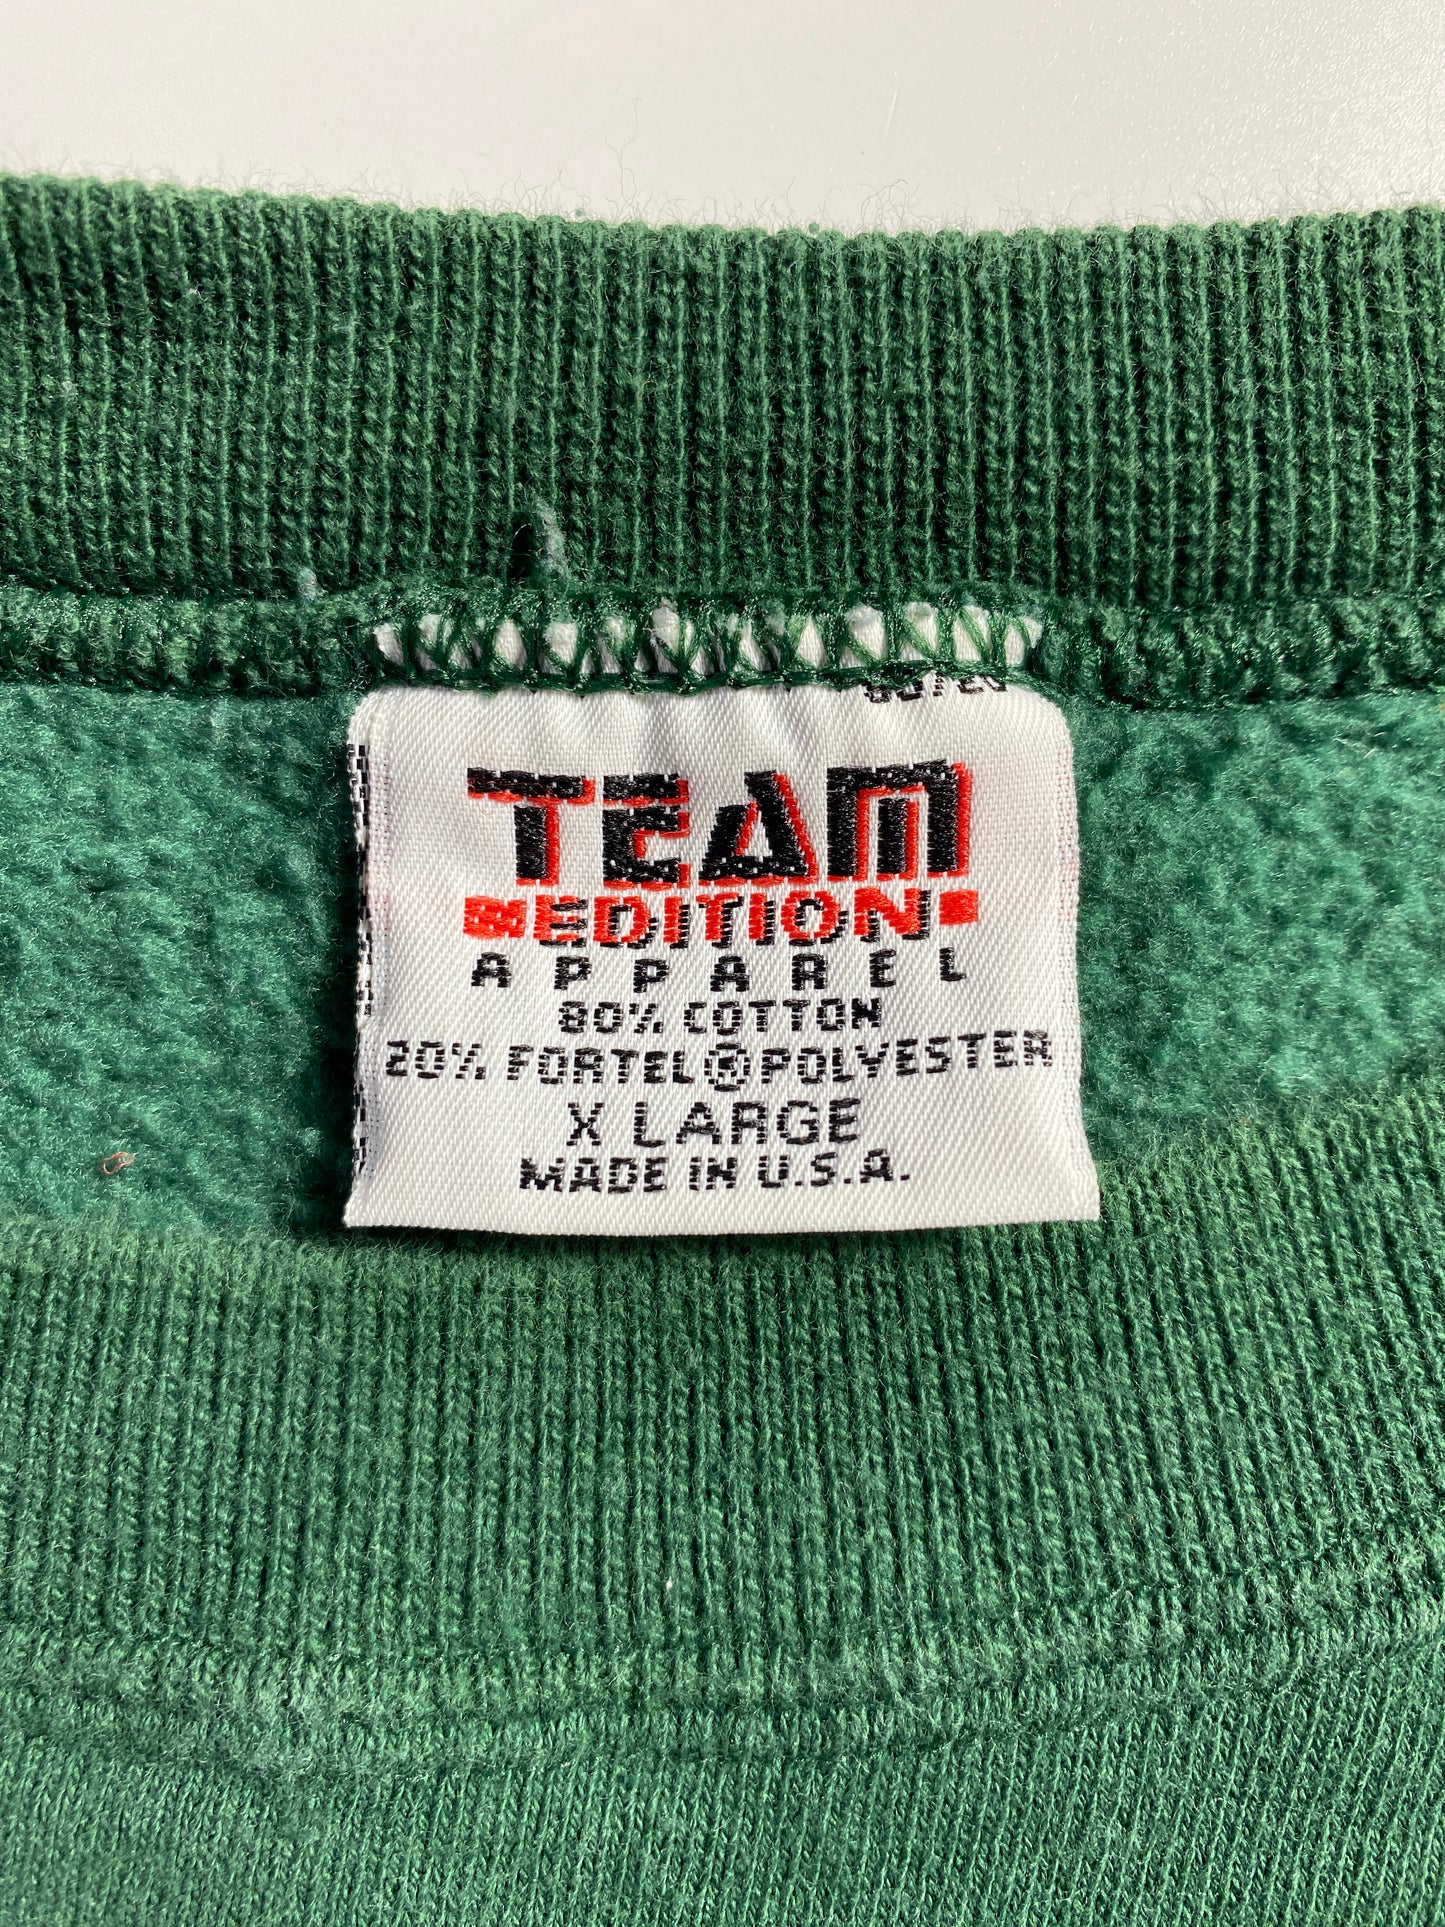 TEAM
EDITION
APPAREL
80% COTTON
20% FORTEL®POLYESTER
X LARGE
MADE IN U.S.A.